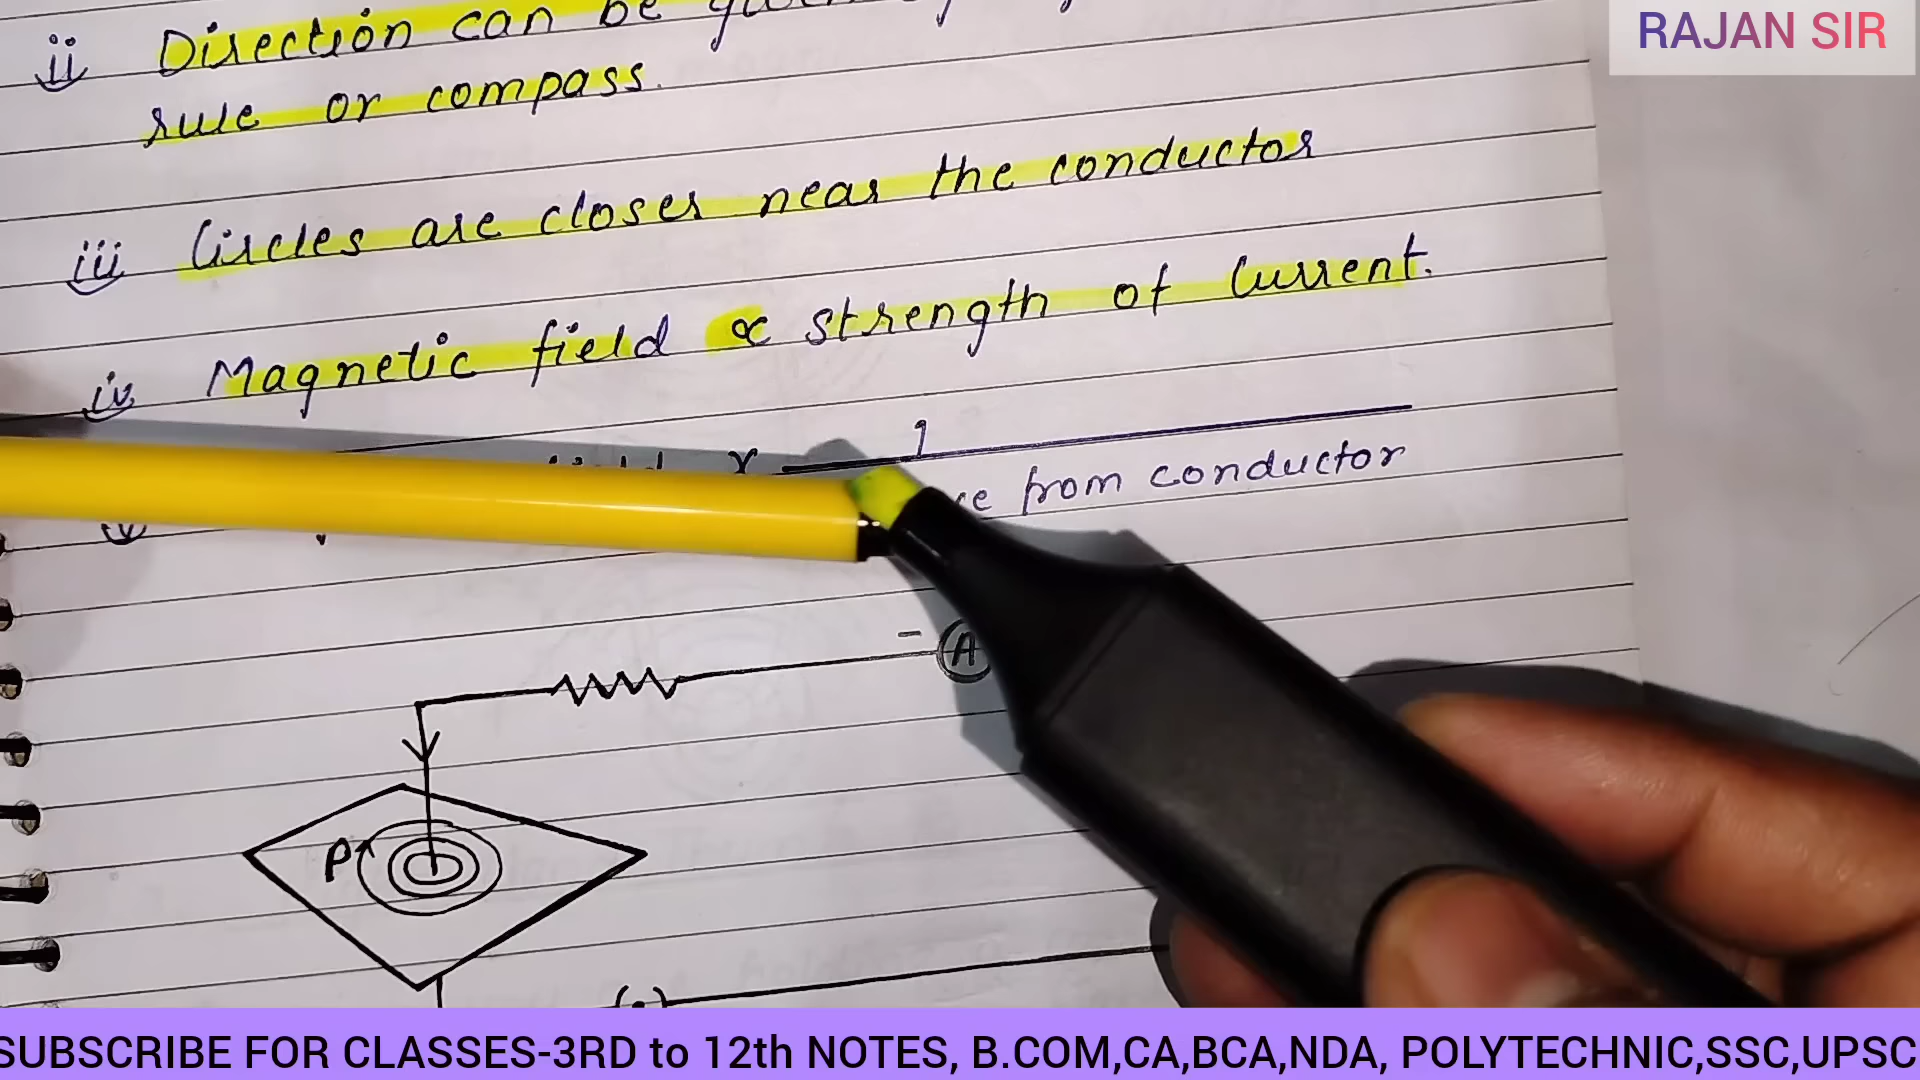 RAJAN SIR
ii Direction can be
rule or compass.
iii Circles are closer near the conductor
iv Magnetic field ∝ strength of Current.
v field ∝ 1
from conductor
- A
P
SUBSCRIBE FOR CLASSES-3RD to 12th NOTES, B.COM,CA,BCA,NDA, POLYTECHNIC,SSC,UPSC